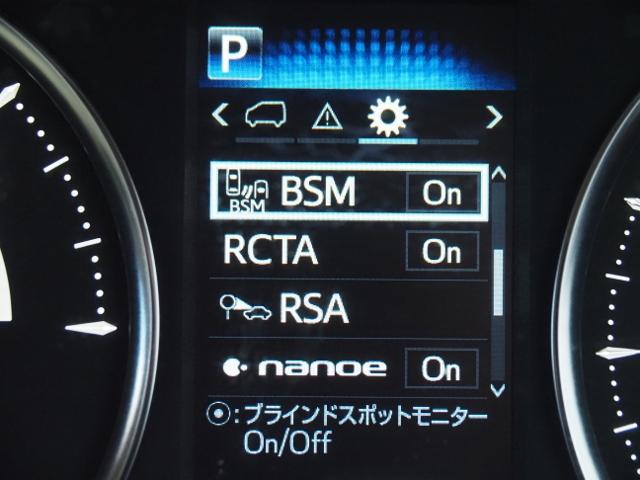 P
BSM
BSM On
RCTA On
RSA
nanoe On
⦿:ブラインドスポットモニター
On/Off